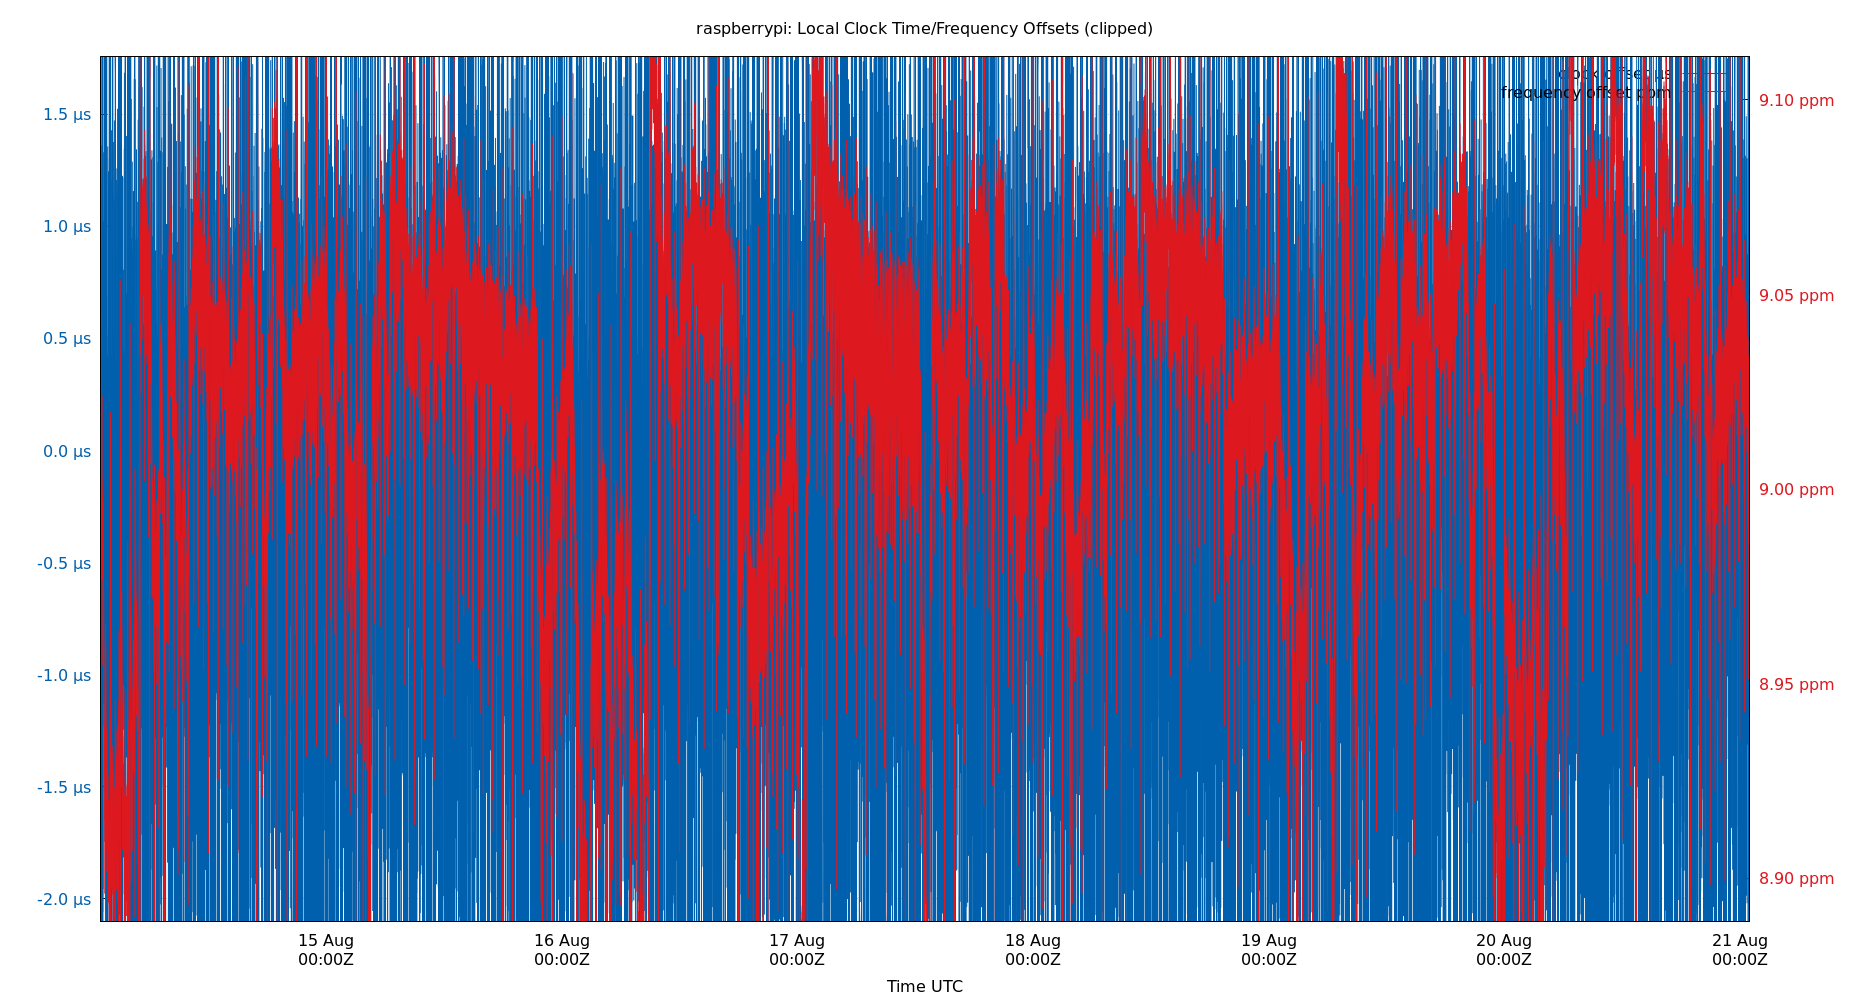 raspberrypi: Local Clock Time/Frequency Offsets (clipped)
clock offset µs
frequency offset ppm
1.5 µs
1.0 µs
0.5 µs
0.0 µs
-0.5 µs
-1.0 µs
-1.5 µs
-2.0 µs
9.10 ppm
9.05 ppm
9.00 ppm
8.95 ppm
8.90 ppm
15 Aug
00:00Z
16 Aug
00:00Z
17 Aug
00:00Z
18 Aug
00:00Z
19 Aug
00:00Z
20 Aug
00:00Z
21 Aug
00:00Z
Time UTC